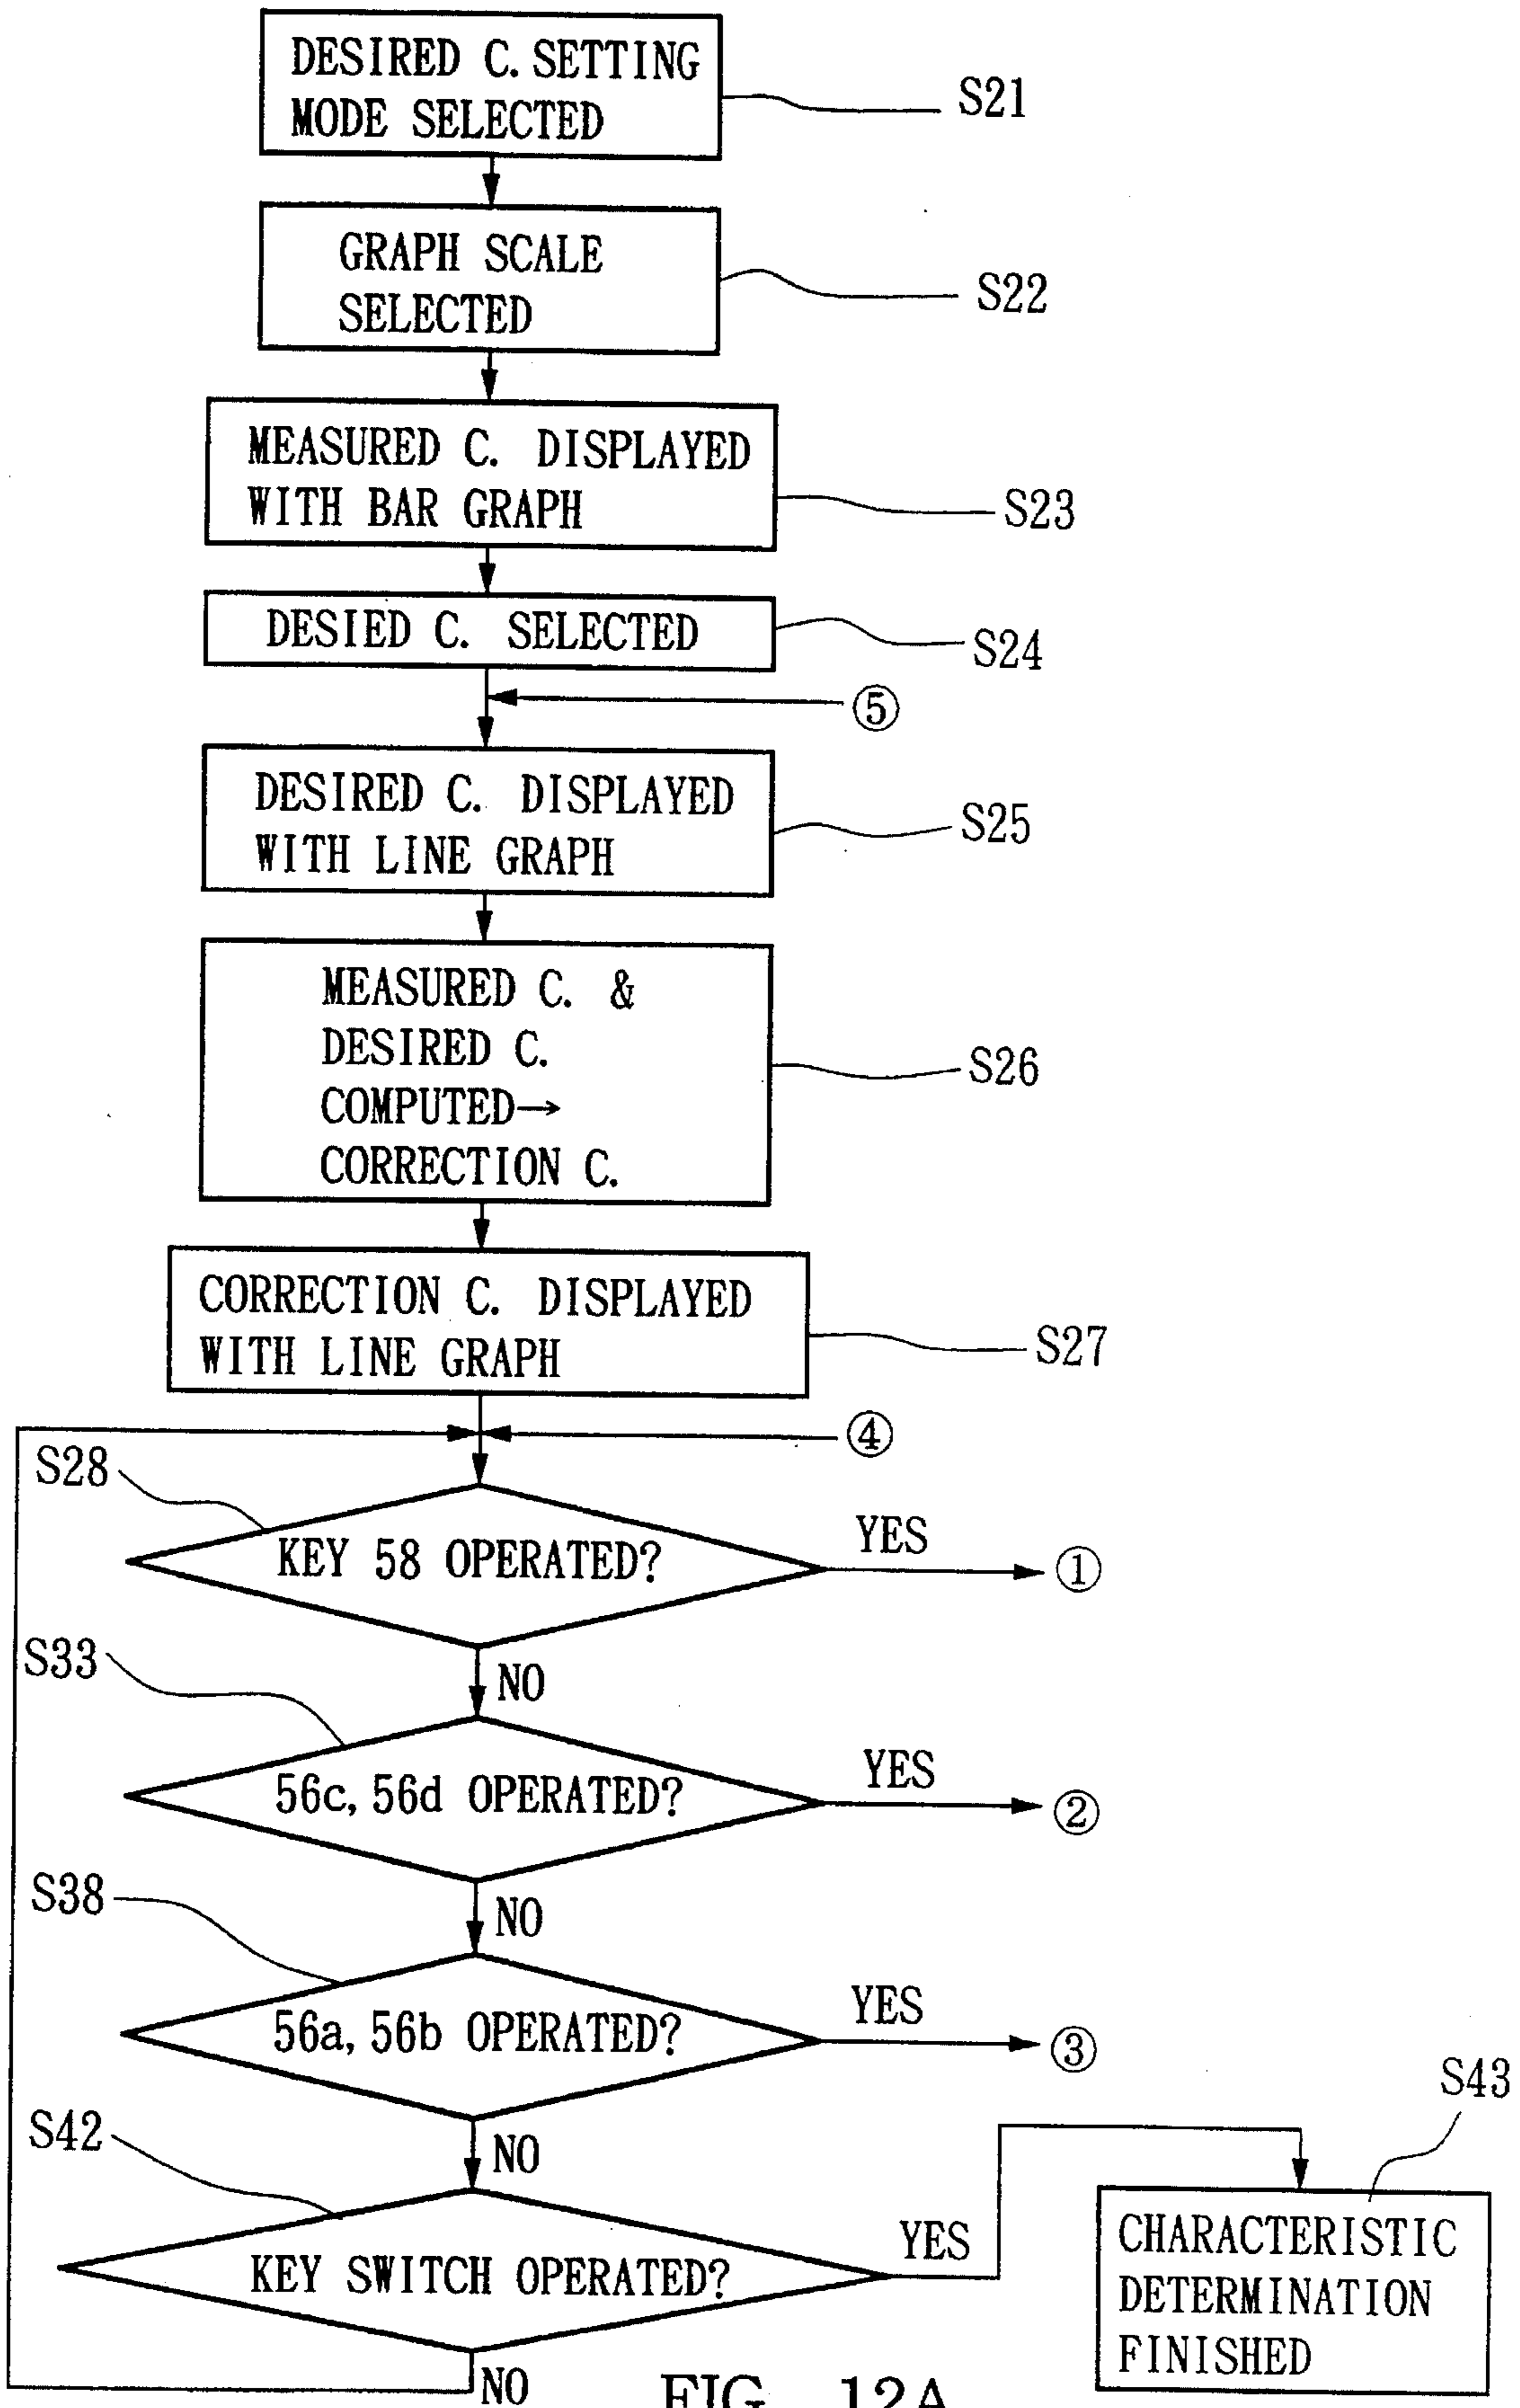 DESIRED C. SETTING
MODE SELECTED
S21
GRAPH SCALE
SELECTED
S22
MEASURED C. DISPLAYED
WITH BAR GRAPH
S23
DESIED C. SELECTED
S24
⑤
DESIRED C. DISPLAYED
WITH LINE GRAPH
S25
MEASURED C. &
DESIRED C.
COMPUTED→
CORRECTION C.
S26
CORRECTION C. DISPLAYED
WITH LINE GRAPH
S27
④
S28
KEY 58 OPERATED?
YES
①
NO
S33
56c, 56d OPERATED?
YES
②
NO
S38
56a, 56b OPERATED?
YES
③
NO
S42
KEY SWITCH OPERATED?
YES
S43
CHARACTERISTIC
DETERMINATION
FINISHED
NO
FIG. 12A